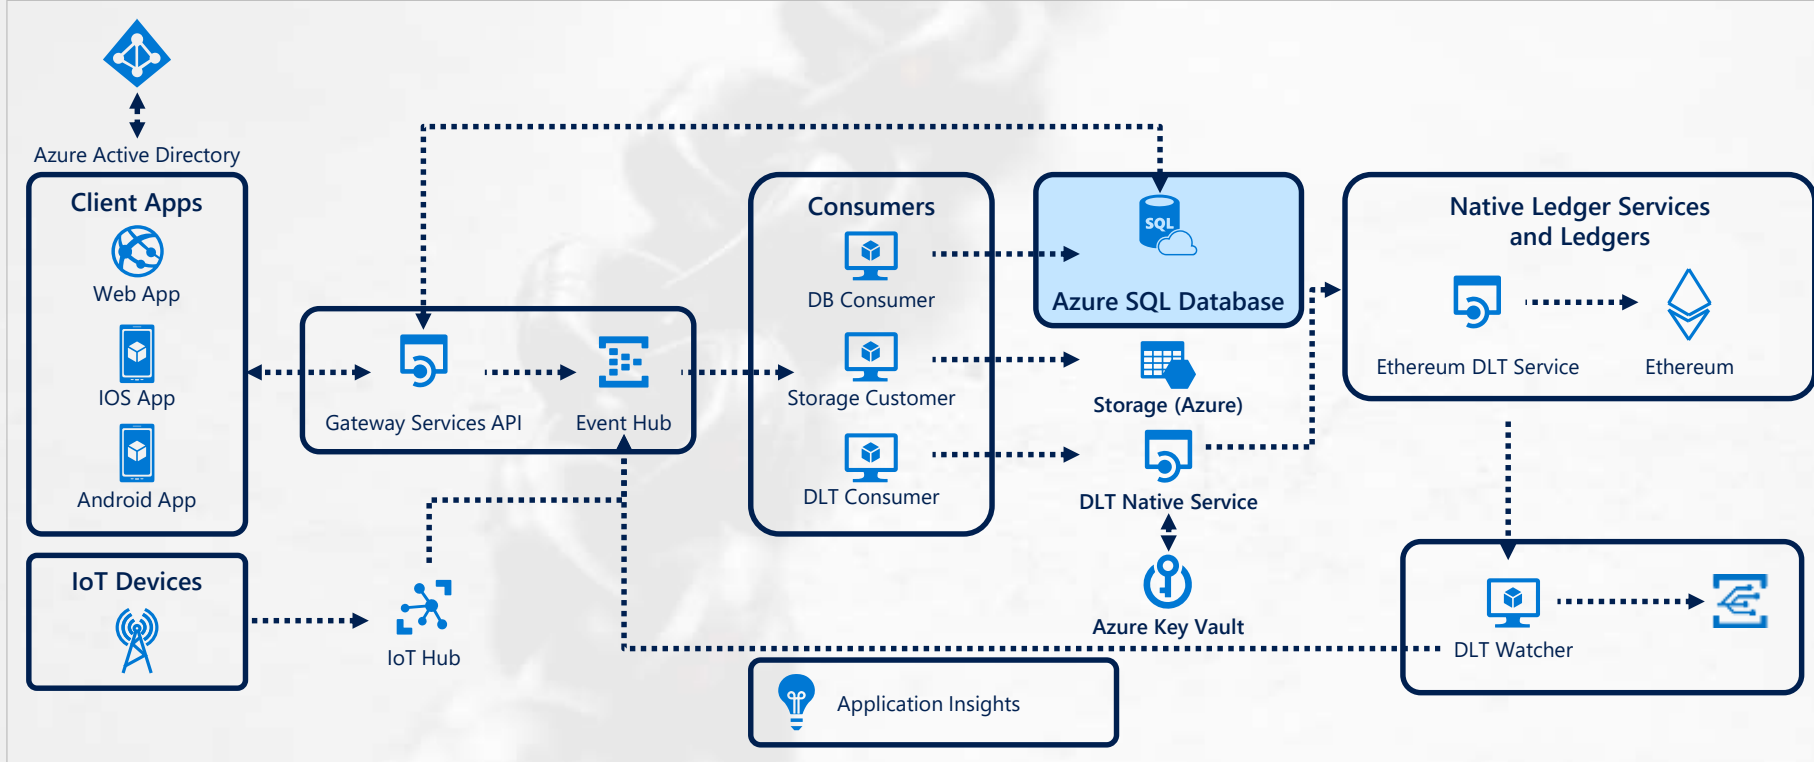 Azure Active Directory
Client Apps
Web App
IOS App
Android App
IoT Devices
IoT Hub
Gateway Services API
Event Hub
Consumers
DB Consumer
Storage Customer
DLT Consumer
SQL
Azure SQL Database
Storage (Azure)
DLT Native Service
Azure Key Vault
Application Insights
Native Ledger Services
and Ledgers
Ethereum DLT Service
Ethereum
DLT Watcher